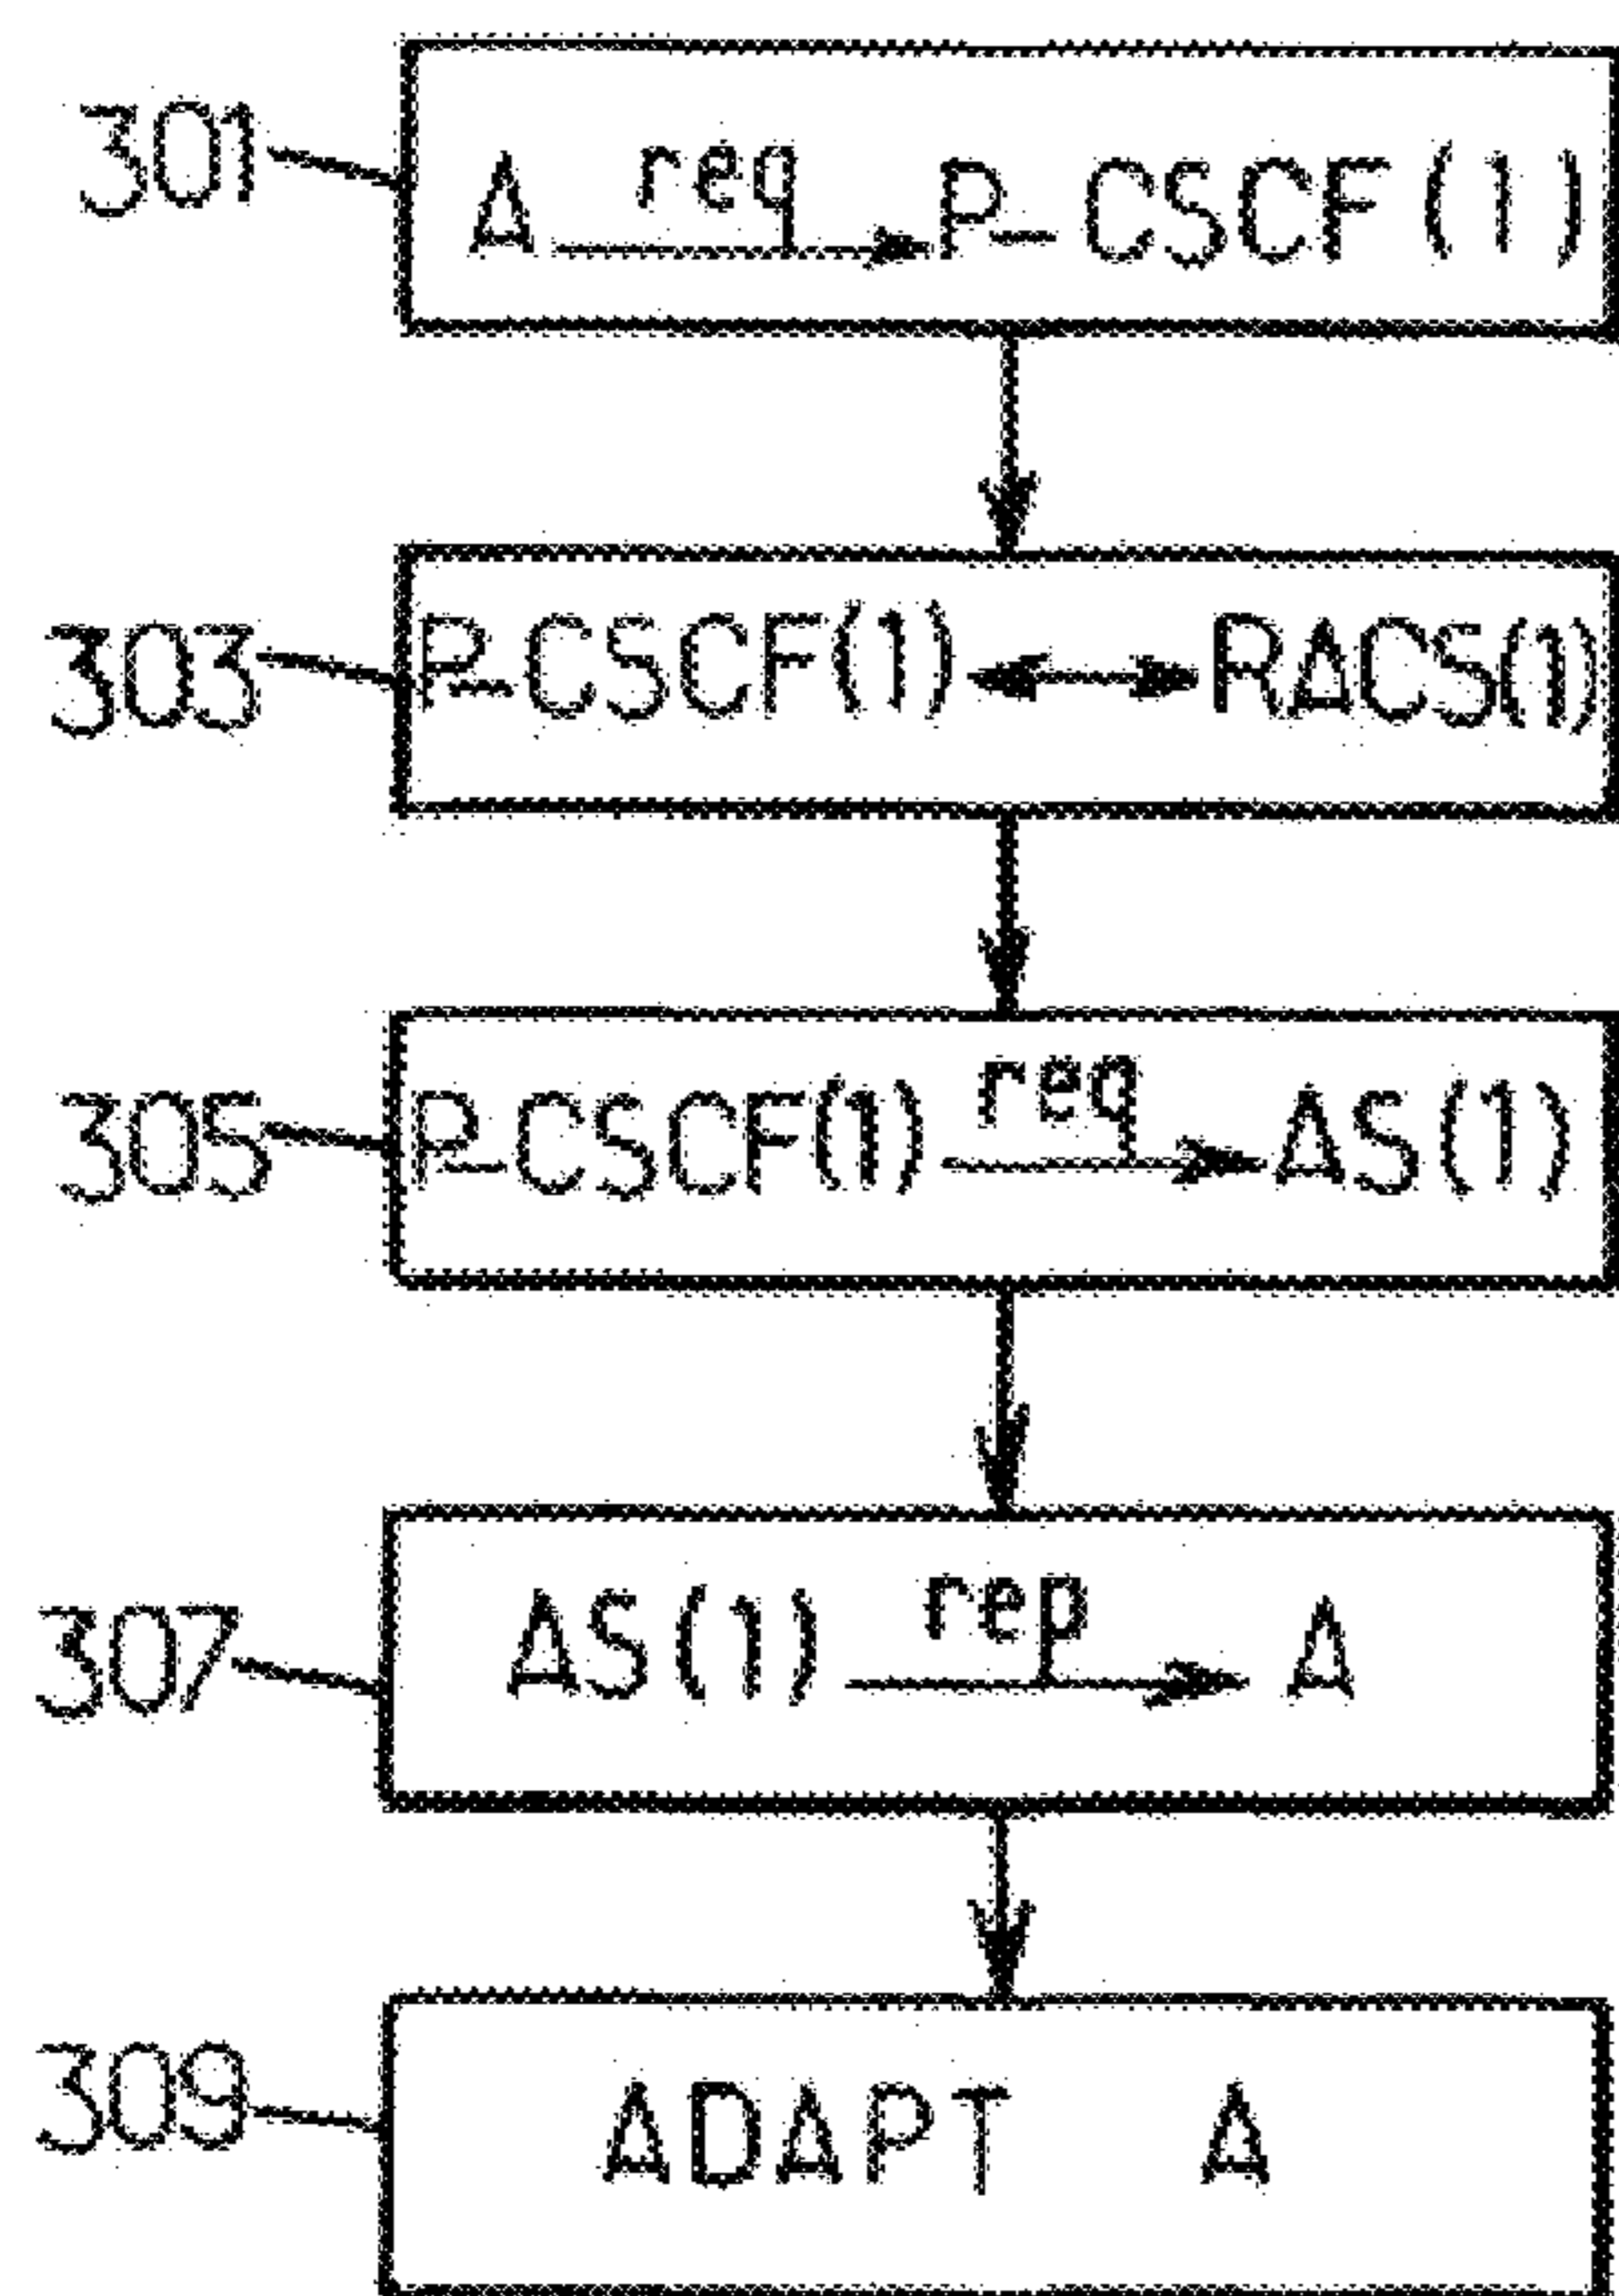 301 A req P-CSCF(1)
303 P-CSCF(1) RACS(1)
305 P-CSCF(1) req AS(1)
307 AS(1) rep A
309 ADAPT A